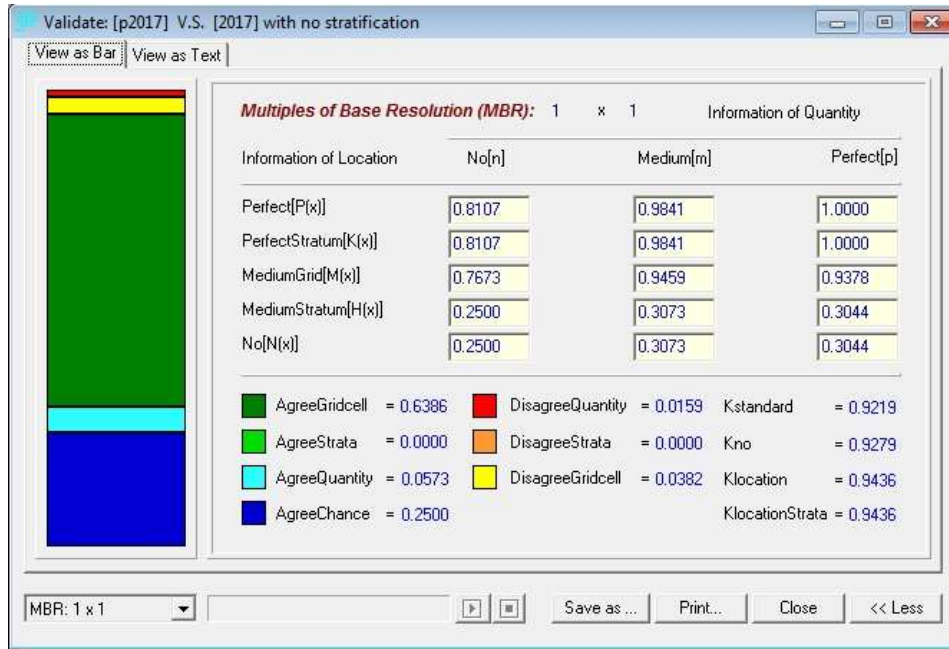 Validate: [p2017] V.S. [2017] with no stratification
View as Bar View as Text
Multiples of Base Resolution (MBR): 1 x 1 Information of Quantity
Information of Location No[n] Medium[m] Perfect[p]
Perfect[P(x)] 0.8107 0.9841 1.0000
PerfectStratum[K(x)] 0.8107 0.9841 1.0000
MediumGrid[M(x)] 0.7673 0.9459 0.9378
MediumStratum[H(x)] 0.2500 0.3073 0.3044
No[N(x)] 0.2500 0.3073 0.3044
AgreeGridcell = 0.6386 DisagreeQuantity = 0.0159 Kstandard = 0.9219
AgreeStrata = 0.0000 DisagreeStrata = 0.0000 Kno = 0.9279
AgreeQuantity = 0.0573 DisagreeGridcell = 0.0382 Klocation = 0.9436
AgreeChance = 0.2500 KlocationStrata = 0.9436
MBR: 1 x 1 Save as ... Print... Close << Less